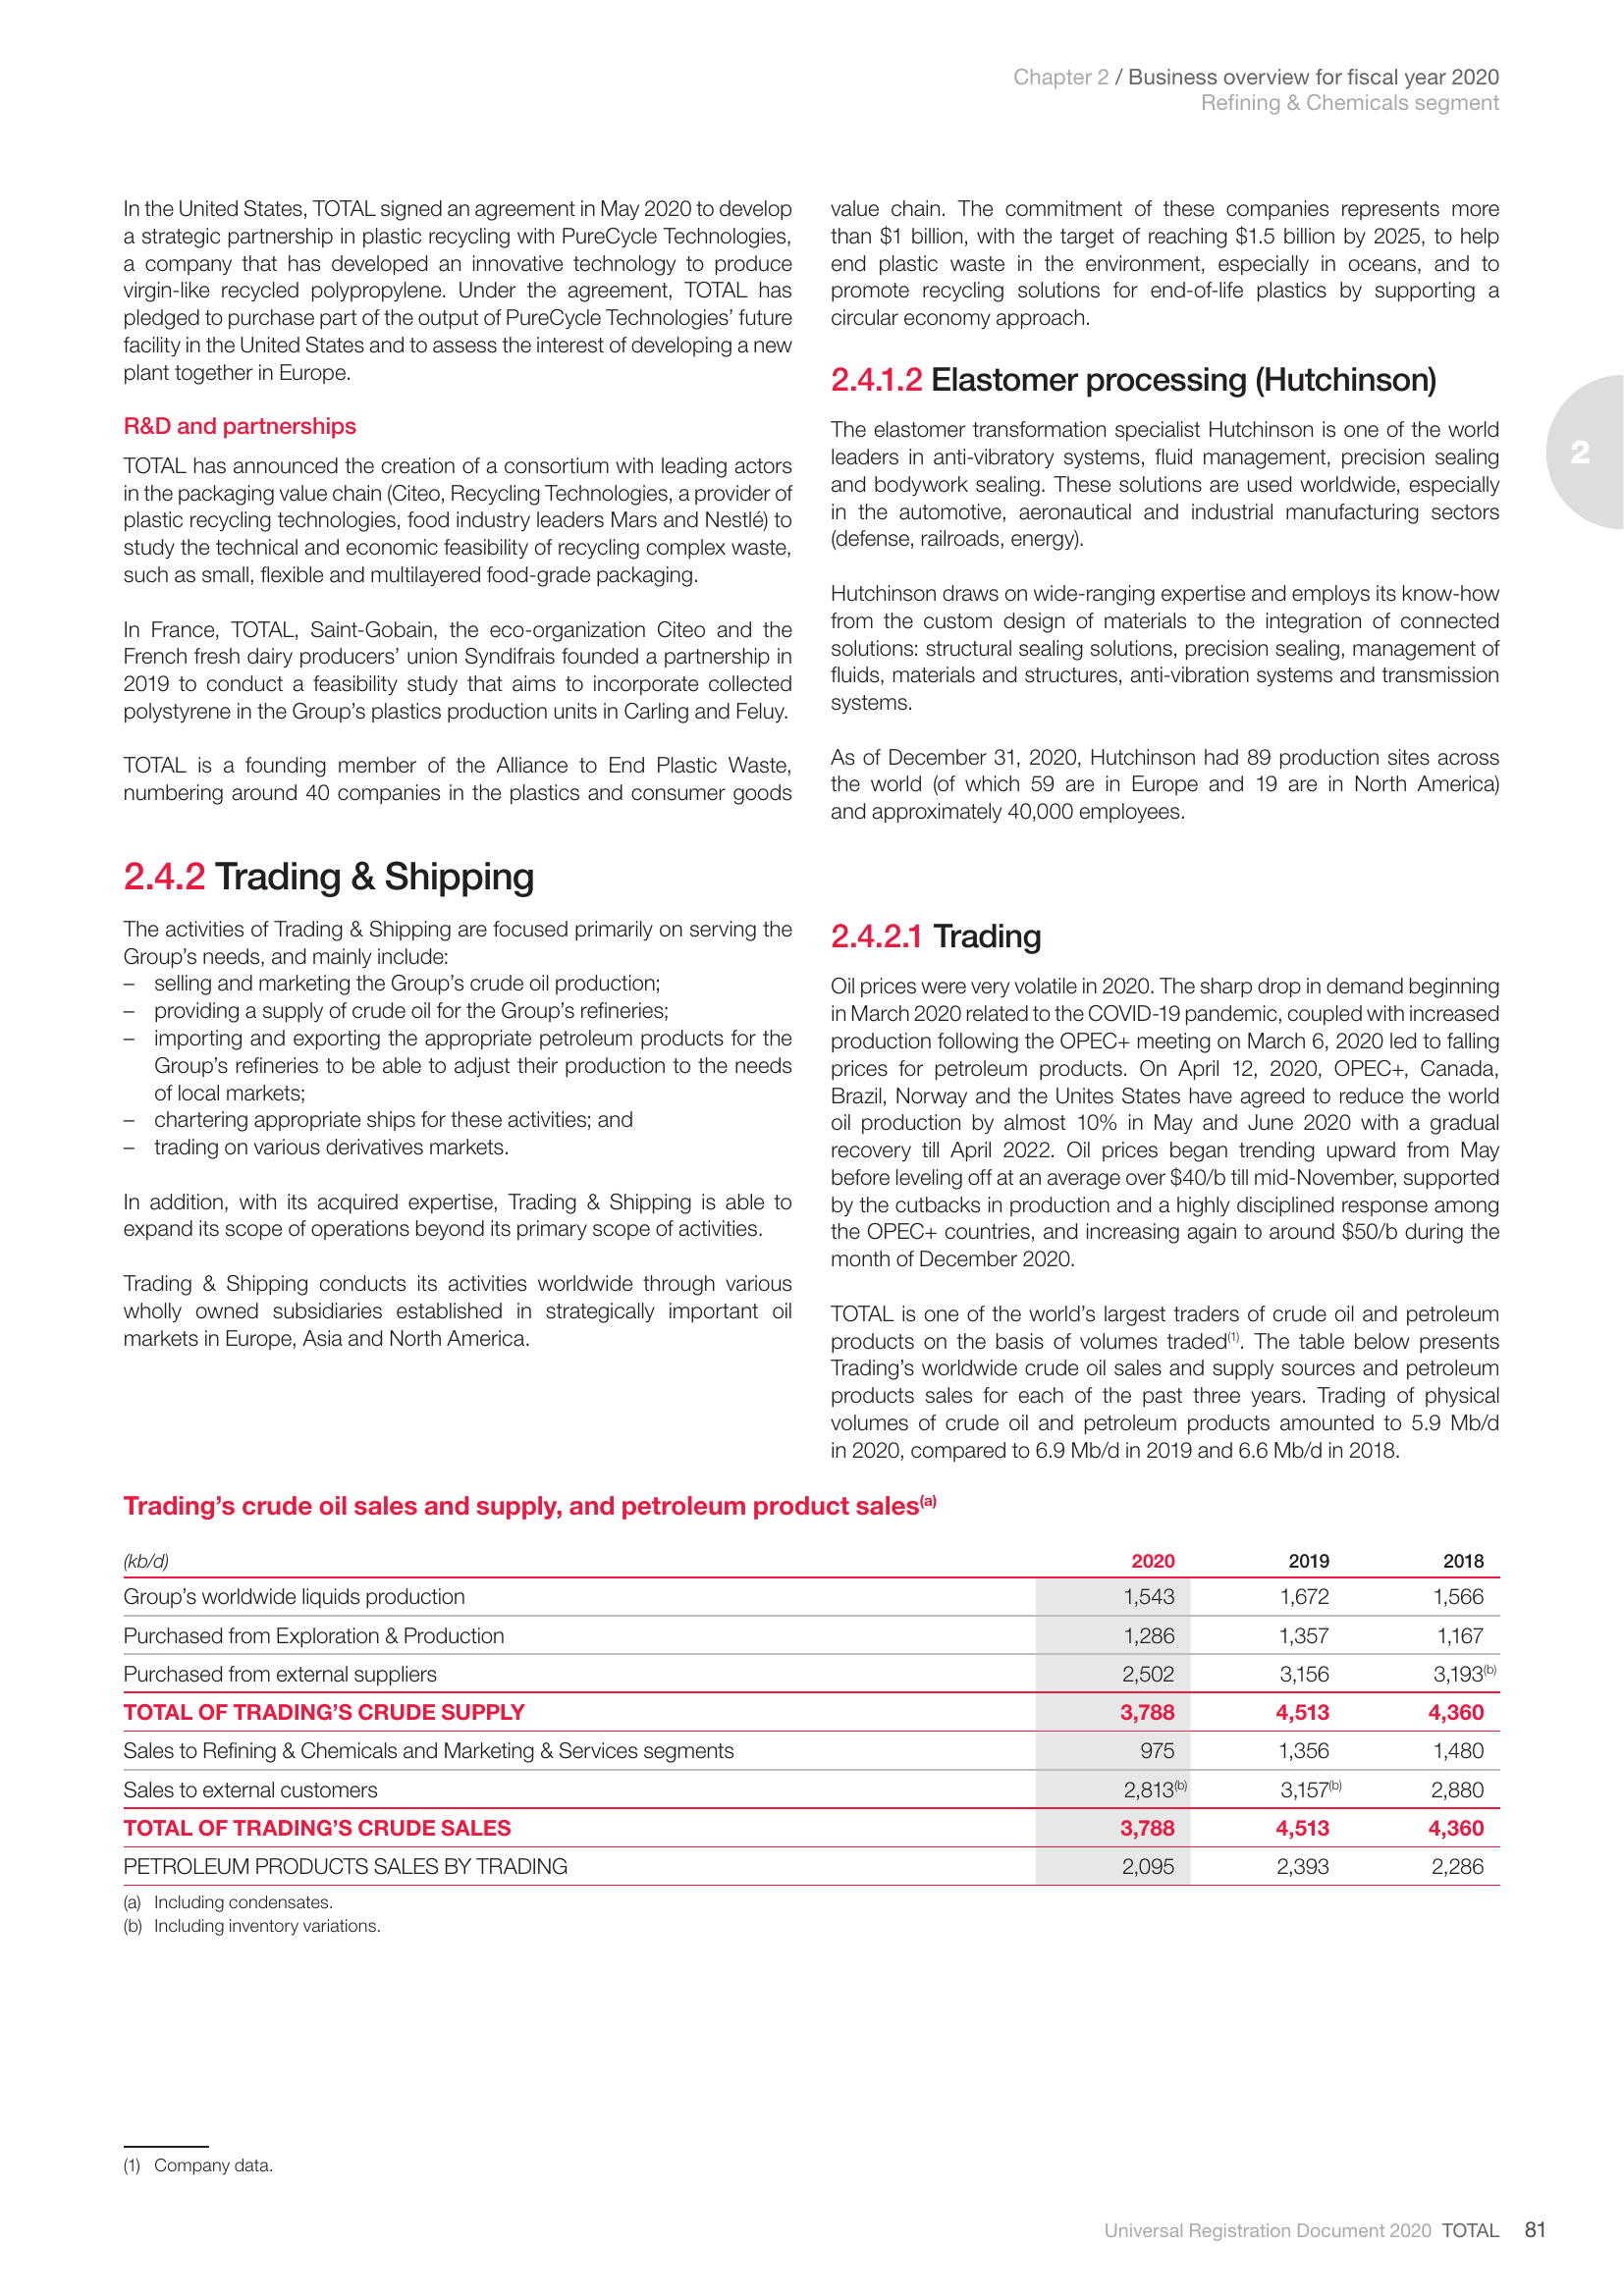 Chapter 2 / Business overview for fiscal year 2020
Refining & Chemicals segment
In the United States, TOTAL signed an agreement in May 2020 to develop
a strategic partnership in plastic recycling with PureCycle Technologies,
a company that has developed an innovative technology to produce
virgin-like recycled polypropylene. Under the agreement, TOTAL has
pledged to purchase part of the output of PureCycle Technologies’ future
facility in the United States and to assess the interest of developing a new
plant together in Europe.
R&D and partnerships
TOTAL has announced the creation of a consortium with leading actors
in the packaging value chain (Citeo, Recycling Technologies, a provider of
plastic recycling technologies, food industry leaders Mars and Nestlé) to
study the technical and economic feasibility of recycling complex waste,
such as small, flexible and multilayered food-grade packaging.
In France, TOTAL, Saint-Gobain, the eco-organization Citeo and the
French fresh dairy producers’ union Syndifrais founded a partnership in
2019 to conduct a feasibility study that aims to incorporate collected
polystyrene in the Group’s plastics production units in Carling and Feluy.
TOTAL is a founding member of the Alliance to End Plastic Waste,
numbering around 40 companies in the plastics and consumer goods
value chain. The commitment of these companies represents more
than $1 billion, with the target of reaching $1.5 billion by 2025, to help
end plastic waste in the environment, especially in oceans, and to
promote recycling solutions for end-of-life plastics by supporting a
circular economy approach.
2.4.1.2 Elastomer processing (Hutchinson)
The elastomer transformation specialist Hutchinson is one of the world
leaders in anti-vibratory systems, fluid management, precision sealing
and bodywork sealing. These solutions are used worldwide, especially
in the automotive, aeronautical and industrial manufacturing sectors
(defense, railroads, energy).
Hutchinson draws on wide-ranging expertise and employs its know-how
from the custom design of materials to the integration of connected
solutions: structural sealing solutions, precision sealing, management of
fluids, materials and structures, anti-vibration systems and transmission
systems.
As of December 31, 2020, Hutchinson had 89 production sites across
the world (of which 59 are in Europe and 19 are in North America)
and approximately 40,000 employees.
2
2.4.2 Trading & Shipping
The activities of Trading & Shipping are focused primarily on serving the
Group’s needs, and mainly include:
– selling and marketing the Group’s crude oil production;
– providing a supply of crude oil for the Group’s refineries;
– importing and exporting the appropriate petroleum products for the
Group’s refineries to be able to adjust their production to the needs
of local markets;
– chartering appropriate ships for these activities; and
– trading on various derivatives markets.
In addition, with its acquired expertise, Trading & Shipping is able to
expand its scope of operations beyond its primary scope of activities.
Trading & Shipping conducts its activities worldwide through various
wholly owned subsidiaries established in strategically important oil
markets in Europe, Asia and North America.
2.4.2.1 Trading
Oil prices were very volatile in 2020. The sharp drop in demand beginning
in March 2020 related to the COVID-19 pandemic, coupled with increased
production following the OPEC+ meeting on March 6, 2020 led to falling
prices for petroleum products. On April 12, 2020, OPEC+, Canada,
Brazil, Norway and the Unites States have agreed to reduce the world
oil production by almost 10% in May and June 2020 with a gradual
recovery till April 2022. Oil prices began trending upward from May
before leveling off at an average over $40/b till mid-November, supported
by the cutbacks in production and a highly disciplined response among
the OPEC+ countries, and increasing again to around $50/b during the
month of December 2020.
TOTAL is one of the world’s largest traders of crude oil and petroleum
products on the basis of volumes traded(1). The table below presents
Trading’s worldwide crude oil sales and supply sources and petroleum
products sales for each of the past three years. Trading of physical
volumes of crude oil and petroleum products amounted to 5.9 Mb/d
in 2020, compared to 6.9 Mb/d in 2019 and 6.6 Mb/d in 2018.
Trading’s crude oil sales and supply, and petroleum product sales(a)
(kb/d) 2020 2019 2018
Group’s worldwide liquids production 1,543 1,672 1,566
Purchased from Exploration & Production 1,286 1,357 1,167
Purchased from external suppliers 2,502 3,156 3,193(b)
TOTAL OF TRADING’S CRUDE SUPPLY 3,788 4,513 4,360
Sales to Refining & Chemicals and Marketing & Services segments 975 1,356 1,480
Sales to external customers 2,813(b) 3,157(b) 2,880
TOTAL OF TRADING’S CRUDE SALES 3,788 4,513 4,360
PETROLEUM PRODUCTS SALES BY TRADING 2,095 2,393 2,286
(a) Including condensates.
(b) Including inventory variations.
(1) Company data.
Universal Registration Document 2020 TOTAL 81